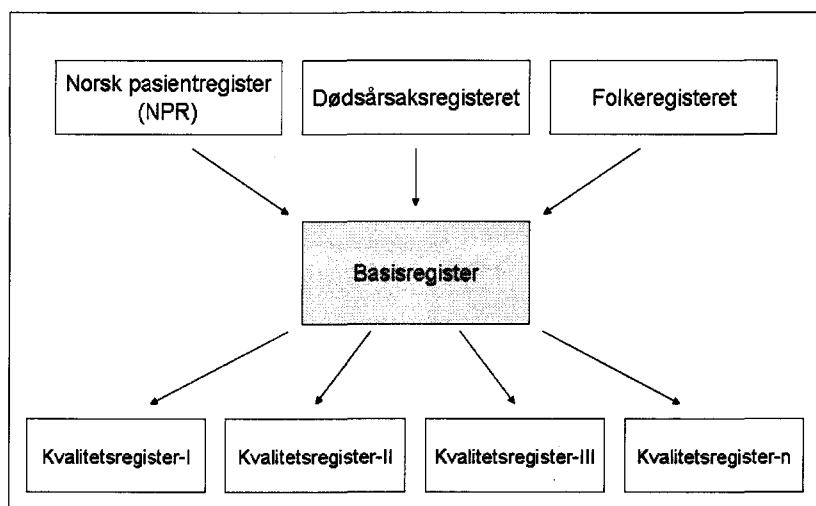 Norsk pasientregister
(NPR)
Dødsårsaksregisteret
Folkeregisteret
Basisregister
Kvalitetsregister-I
Kvalitetsregister-II
Kvalitetsregister-III
Kvalitetsregister-n